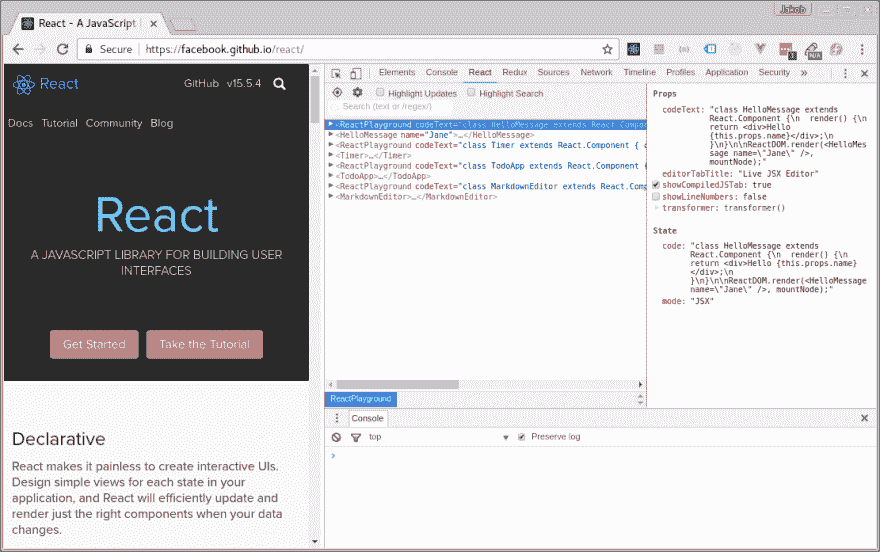 Jakob
React - A JavaScript
Secure https://facebook.github.io/react/
React
GitHub v15.5.4
Docs Tutorial Community Blog
React
A JAVASCRIPT LIBRARY FOR BUILDING USER
INTERFACES
Get Started Take the Tutorial
Declarative
React makes it painless to create interactive UIs.
Design simple views for each state in your
application, and React will efficiently update and
render just the right components when your data
changes.
Elements Console React Redux Sources Network Timeline Profiles Application Security »
Highlight Updates Highlight Search
Search (text or /regex/)
<ReactPlayground codeText="class HelloMessage extends React Compo
<HelloMessage name="Jane">…</HelloMessage>
<ReactPlayground codeText="class Timer extends React.Component {
<Timer>…</Timer>
<ReactPlayground codeText="class TodoApp extends React.Component {
<TodoApp>…</TodoApp>
<ReactPlayground codeText="class MarkdownEditor extends React.Comp
<MarkdownEditor>…</MarkdownEditor>
ReactPlayground
Props
codeText: "class HelloMessage extends
React.Component {\n render() {\n
return <div>Hello
{this.props.name}</div>;\n
}\n}\n\nReactDOM.render(<HelloMes
sage name=\"Jane\" />,
mountNode);"
editorTabTitle: "Live JSX Editor"
showCompiledJSTab: true
showLineNumbers: false
transformer: transformer()
State
code: "class HelloMessage extends
React.Component {\n render() {\n
return <div>Hello {this.props.name}
</div>;\n
}\n}\n\nReactDOM.render(<HelloMessage
name=\"Jane\" />, mountNode);"
mode: "JSX"
Console
top Preserve log